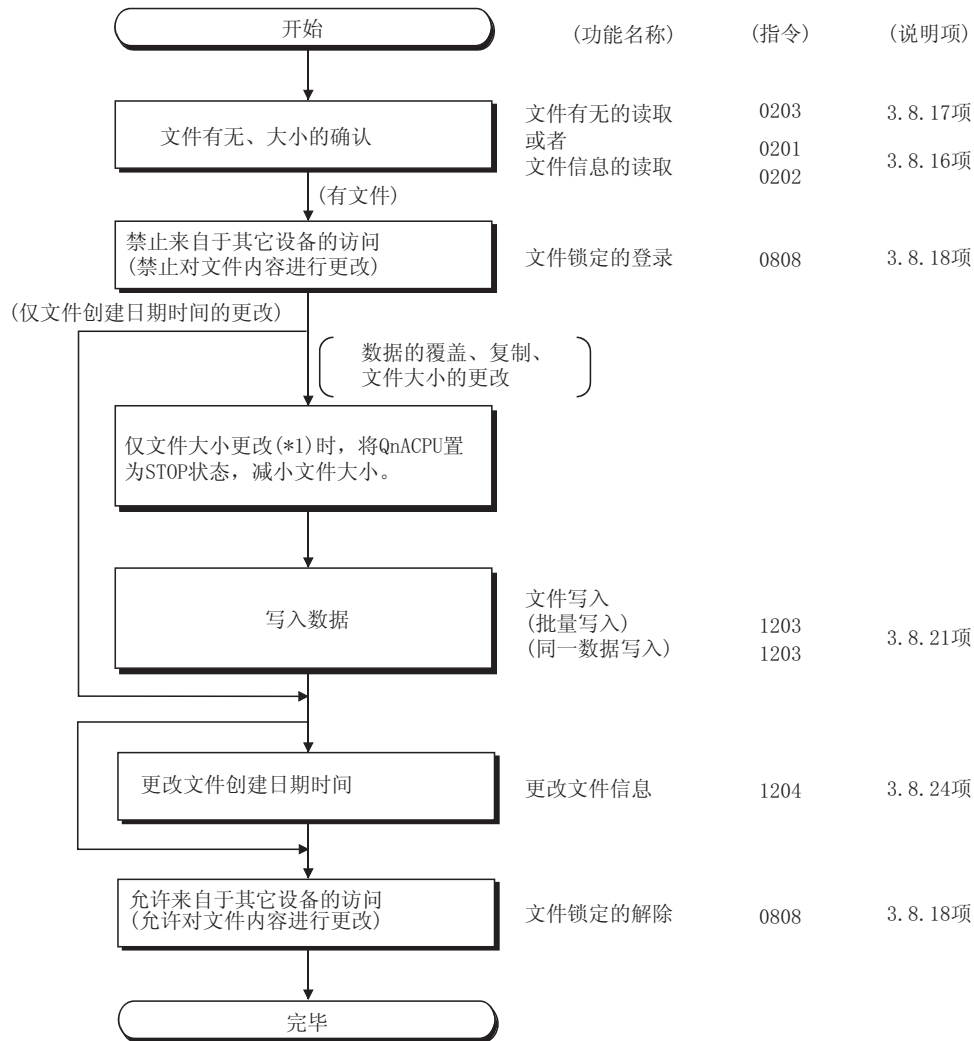 开始 (功能名称) (指令) (说明项)
文件有无、大小的确认
文件有无的读取 0203 3.8.17项
或者
文件信息的读取 0201 3.8.16项
0202
(有文件)
禁止来自于其它设备的访问
(禁止对文件内容进行更改) 文件锁定的登录 0808 3.8.18项
(仅文件创建日期时间的更改)
数据的覆盖、复制、
文件大小的更改
仅文件大小更改(*1)时，将QnACPU置
为STOP状态，减小文件大小。
写入数据
文件写入
(批量写入) 1203 3.8.21项
(同一数据写入) 1203
更改文件创建日期时间 更改文件信息 1204 3.8.24项
允许来自于其它设备的访问
(允许对文件内容进行更改) 文件锁定的解除 0808 3.8.18项
完毕